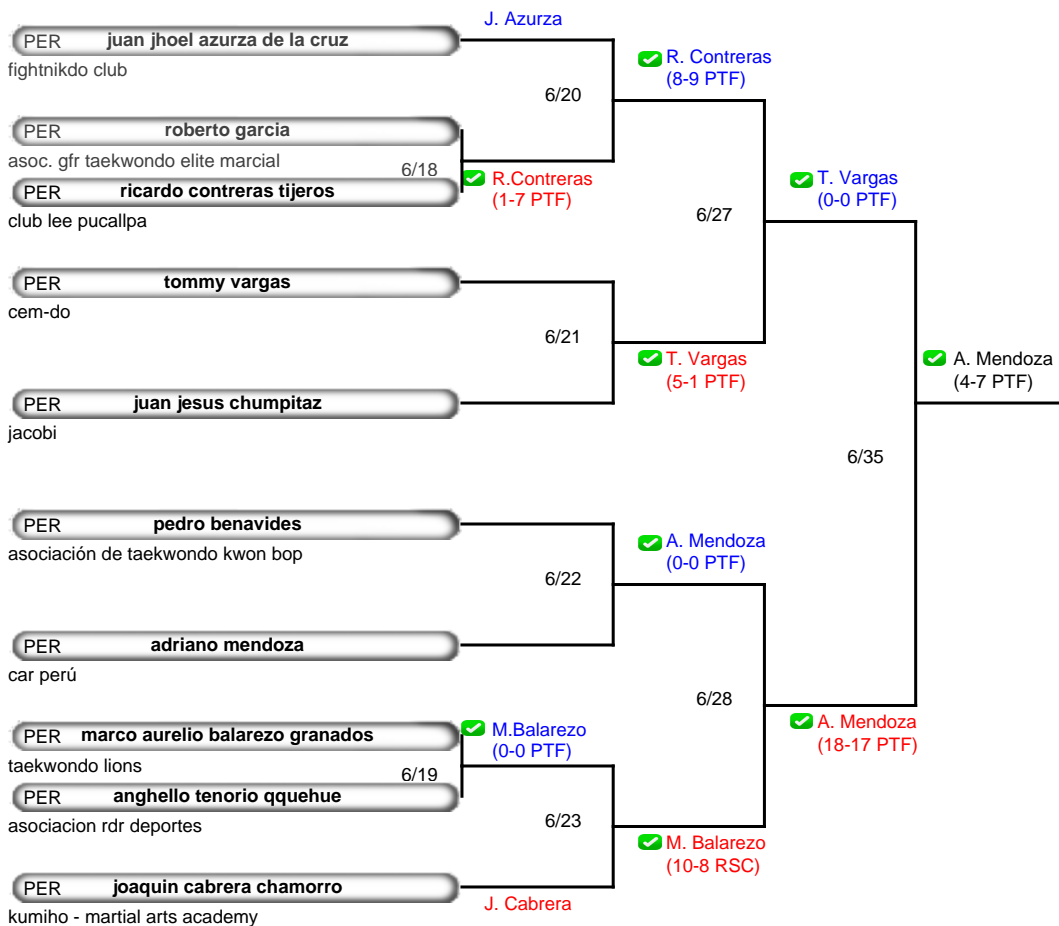 J. Azurza
PER juan jhoel azurza de la cruz
fightnikdo club
R. Contreras
(8-9 PTF)
6/20
PER roberto garcia
asoc. gfr taekwondo elite marcial
6/18
PER ricardo contreras tijeros
club lee pucallpa
R.Contreras
(1-7 PTF)
T. Vargas
(0-0 PTF)
6/27
PER tommy vargas
cem-do
6/21
T. Vargas
(5-1 PTF)
PER juan jesus chumpitaz
jacobi
A. Mendoza
(4-7 PTF)
6/35
PER pedro benavides
asociación de taekwondo kwon bop
A. Mendoza
(0-0 PTF)
6/22
PER adriano mendoza
car perú
6/28
A. Mendoza
(18-17 PTF)
PER marco aurelio balarezo granados
taekwondo lions
M.Balarezo
(0-0 PTF)
6/19
PER anghello tenorio qquehue
asociacion rdr deportes
6/23
M. Balarezo
(10-8 RSC)
PER joaquin cabrera chamorro
kumiho - martial arts academy
J. Cabrera